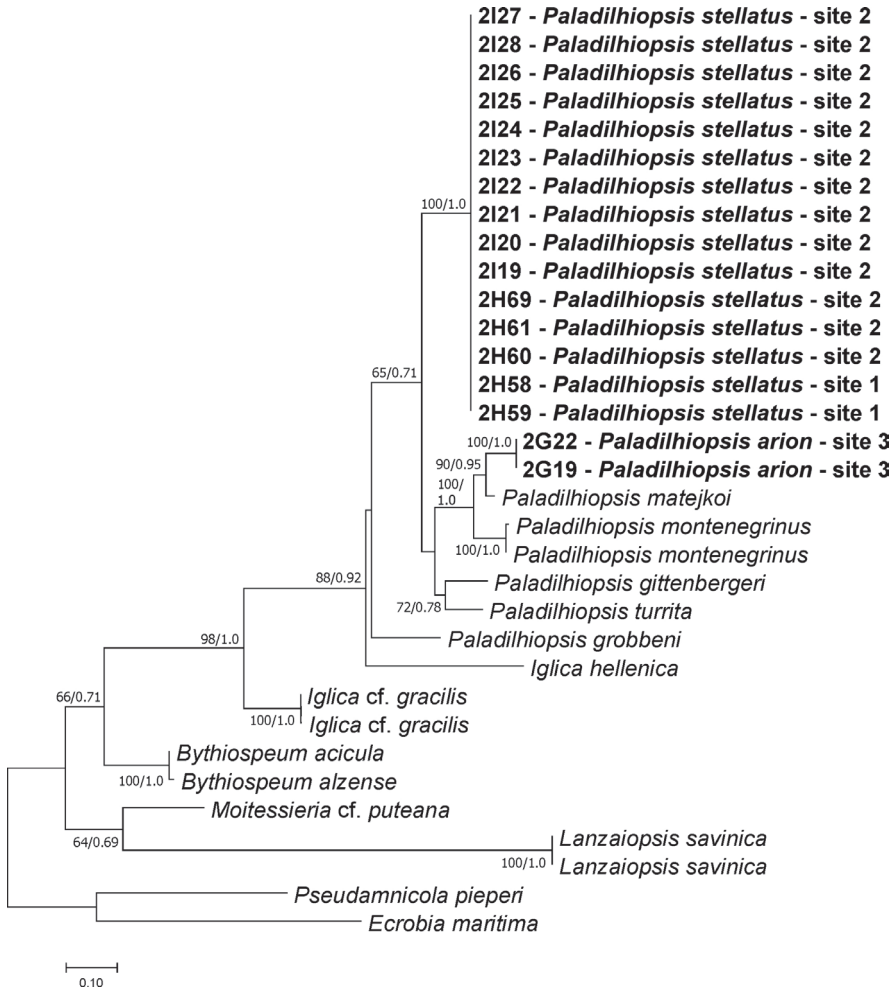 2I27 - Paladilhiopsis stellatus - site 2
2I28 - Paladilhiopsis stellatus - site 2
2I26 - Paladilhiopsis stellatus - site 2
2I25 - Paladilhiopsis stellatus - site 2
2I24 - Paladilhiopsis stellatus - site 2
2I23 - Paladilhiopsis stellatus - site 2
2I22 - Paladilhiopsis stellatus - site 2
100/1.0
2I21 - Paladilhiopsis stellatus - site 2
2I20 - Paladilhiopsis stellatus - site 2
2I19 - Paladilhiopsis stellatus - site 2
2H69 - Paladilhiopsis stellatus - site 2
2H61 - Paladilhiopsis stellatus - site 2
2H60 - Paladilhiopsis stellatus - site 2
65/0.71
2H58 - Paladilhiopsis stellatus - site 1
2H59 - Paladilhiopsis stellatus - site 1
100/1.0
2G22 - Paladilhiopsis arion - site 3
90/0.95
2G19 - Paladilhiopsis arion - site 3
100/
1.0
Paladilhiopsis matejkoi
Paladilhiopsis montenegrinus
100/1.0
Paladilhiopsis montenegrinus
88/0.92
Paladilhiopsis gittenbergeri
72/0.78
Paladilhiopsis turrita
98/1.0
Paladilhiopsis grobbeni
Iglica hellenica
66/0.71
Iglica cf. gracilis
100/1.0
Iglica cf. gracilis
Bythiospeum acicula
100/1.0
Bythiospeum alzense
Moitessieria cf. puteana
64/0.69
Lanzaiopsis savinica
100/1.0
Lanzaiopsis savinica
Pseudamnicola pieperi
Ecrobia maritima
0.10